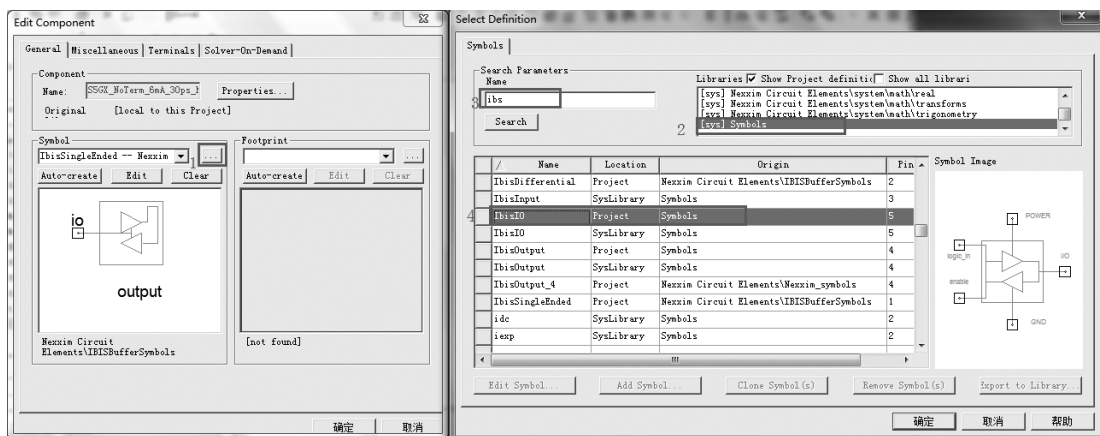 Edit Component
General Miscellaneous Terminals Solver-On-Demand
Component
Name: S5GX_NoTerm_6mA_30ps_ Properties...
Original [local to this Project]
Symbol Footprint
IbisSingleEnded -- Nexxim 1 ... ...
Auto-create Edit Clear Auto-create Edit Clear
io
output
Nexxim Circuit
Elements\IBISBufferSymbols
[not found]
确定 取消
Select Definition
Symbols
Search Parameters
Name
3 ibs
Search
Libraries Show Project definitic Show all librari
[sys] Nexxim Circuit Elements\system\math\real
[sys] Nexxim Circuit Elements\system\math\transforms
[sys] Nexxim Circuit Elements\system\math\trigonometry
2 [sys] Symbols
/ Name Location Origin Pin
IbisDifferential Project Nexxim Circuit Elements\IBISBufferSymbols 2
IbisInput SysLibrary Symbols 3
4 IbisIO Project Symbols 5
IbisIO SysLibrary Symbols 5
IbisOutput Project Symbols 4
IbisOutput SysLibrary Symbols 4
IbisOutput_4 Project Nexxim Circuit Elements\Nexxim_symbols 4
IbisSingleEnded Project Nexxim Circuit Elements\IBISBufferSymbols 1
idc SysLibrary Symbols 2
iexp SysLibrary Symbols 2
Symbol Image
POWER
logic_in
I/O
enable
GND
Edit Symbol... Add Symbol... Clone Symbol(s) Remove Symbol(s) Export to Library...
确定 取消 帮助